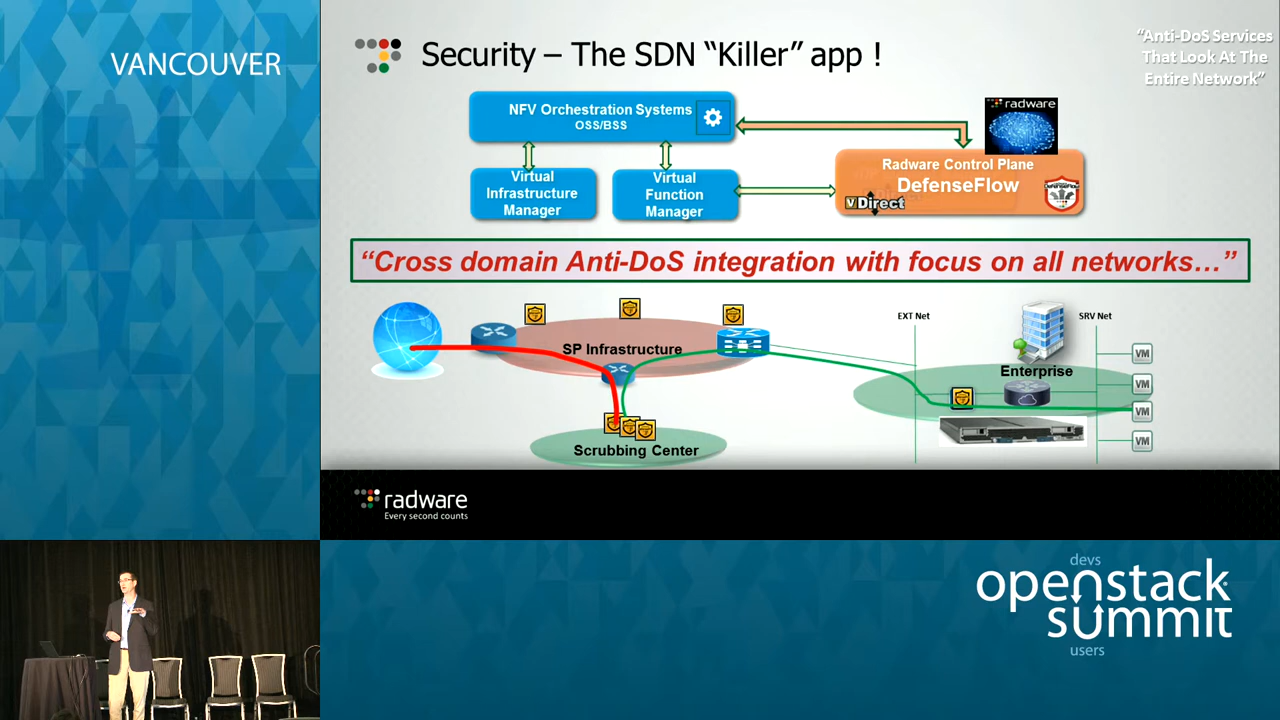 VANCOUVER
Security – The SDN “Killer” app !
“Anti-DoS Services
That Look At The
Entire Network”
NFV Orchestration Systems
OSS/BSS
radware
Virtual
Infrastructure
Manager
Virtual
Function
Manager
Radware Control Plane
DefenseFlow
vDirect
DefenseFlow
“Cross domain Anti-DoS integration with focus on all networks…”
EXT Net
SRV Net
SP Infrastructure
Enterprise
VM
VM
VM
VM
Scrubbing Center
radware
Every second counts
devs
openstack
summit
users